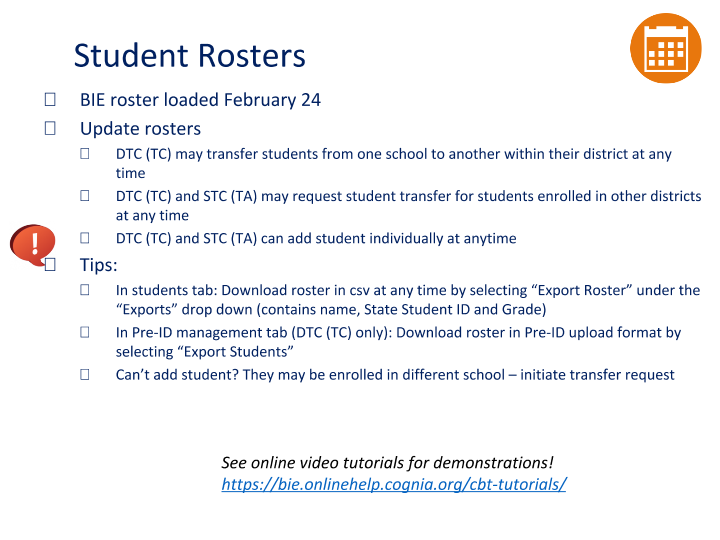 Student Rosters
BIE roster loaded February 24
Update rosters
DTC (TC) may transfer students from one school to another within their district at any
time
DTC (TC) and STC (TA) may request student transfer for students enrolled in other districts
at any time
DTC (TC) and STC (TA) can add student individually at anytime
!
Tips:
In students tab: Download roster in csv at any time by selecting “Export Roster” under the
“Exports” drop down (contains name, State Student ID and Grade)
In Pre-ID management tab (DTC (TC) only): Download roster in Pre-ID upload format by
selecting “Export Students”
Can’t add student? They may be enrolled in different school – initiate transfer request
See online video tutorials for demonstrations!
https://bie.onlinehelp.cognia.org/cbt-tutorials/